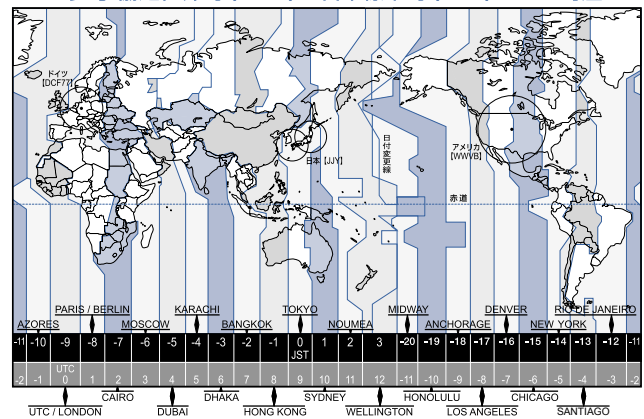 ドイツ
【DCF77】
日本【JJY】
日付変更線
アメリカ
【WWVB】
赤道
PARIS / BERLIN KARACHI TOKYO MIDWAY DENVER RIO DE JANEIRO
AZORES MOSCOW BANGKOK NOUMEA ANCHORAGE NEW YORK
-11 -10 -9 -8 -7 -6 -5 -4 -3 -2 -1 0 1 2 3 -20 -19 -18 -17 -16 -15 -14 -13 -12 -11
JST
UTC
-2 -1 0 1 2 3 4 5 6 7 8 9 10 11 12 -11 -10 -9 -8 -7 -6 -5 -4 -3 -2
CAIRO DHAKA SYDNEY HONOLULU CHICAGO
UTC / LONDON DUBAI HONG KONG WELLINGTON LOS ANGELES SANTIAGO